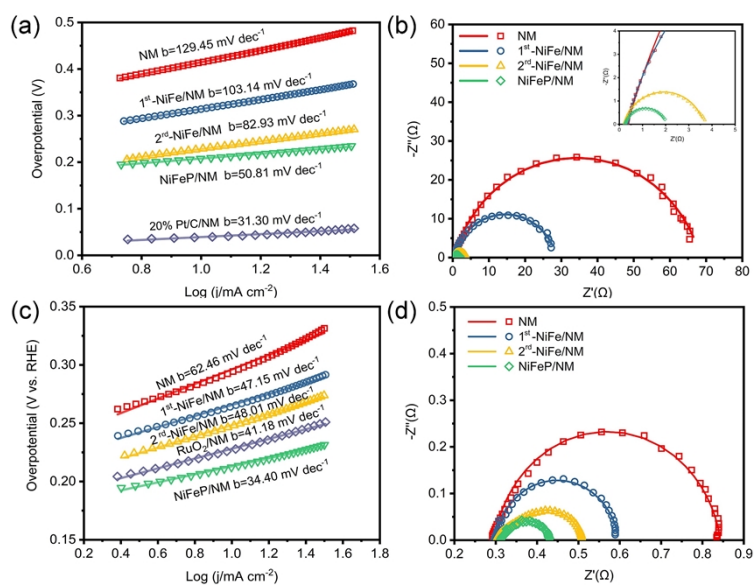 (a)
NM b=129.45 mV dec⁻¹
1ˢᵗ-NiFe/NM b=103.14 mV dec⁻¹
2ʳᵈ-NiFe/NM b=82.93 mV dec⁻¹
NiFeP/NM b=50.81 mV dec⁻¹
20% Pt/C/NM b=31.30 mV dec⁻¹
Overpotential (V)
0.5
0.4
0.3
0.2
0.1
0.0
0.6 0.8 1.0 1.2 1.4 1.6
Log (j/mA cm⁻²)
(b)
NM
1ˢᵗ-NiFe/NM
2ʳᵈ-NiFe/NM
NiFeP/NM
-Z''(Ω)
60
50
40
30
20
10
0
0 10 20 30 40 50 60 70 80
Z'(Ω)
-Z''(Ω)
4
2
0
0 2 4
Z'(Ω)
(c)
NM b=62.46 mV dec⁻¹
1ˢᵗ-NiFe/NM b=47.15 mV dec⁻¹
2ʳᵈ-NiFe/NM b=48.01 mV dec⁻¹
RuO₂/NM b=41.18 mV dec⁻¹
NiFeP/NM b=34.40 mV dec⁻¹
Overpotential (V vs. RHE)
0.35
0.30
0.25
0.20
0.15
0.2 0.4 0.6 0.8 1.0 1.2 1.4 1.6 1.8
Log (j/mA cm⁻²)
(d)
NM
1ˢᵗ-NiFe/NM
2ʳᵈ-NiFe/NM
NiFeP/NM
-Z''(Ω)
0.5
0.4
0.3
0.2
0.1
0.0
0.2 0.3 0.4 0.5 0.6 0.7 0.8 0.9
Z'(Ω)